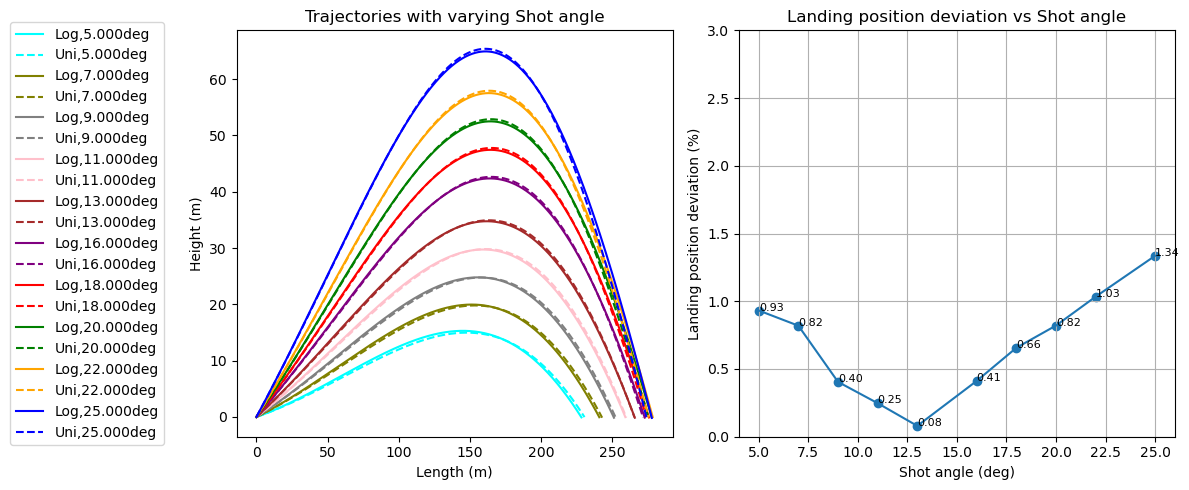 Log,5.000deg
Uni,5.000deg
Log,7.000deg
Uni,7.000deg
Log,9.000deg
Uni,9.000deg
Log,11.000deg
Uni,11.000deg
Log,13.000deg
Uni,13.000deg
Log,16.000deg
Uni,16.000deg
Log,18.000deg
Uni,18.000deg
Log,20.000deg
Uni,20.000deg
Log,22.000deg
Uni,22.000deg
Log,25.000deg
Uni,25.000deg
Trajectories with varying Shot angle
Height (m)
60
50
40
30
20
10
0
0 50 100 150 200 250
Length (m)
Landing position deviation vs Shot angle
Landing position deviation (%)
3.0
2.5
2.0
1.5
1.0
0.5
0.0
0.93
0.82
0.40
0.25
0.08
0.41
0.66
0.82
1.03
1.34
5.0 7.5 10.0 12.5 15.0 17.5 20.0 22.5 25.0
Shot angle (deg)